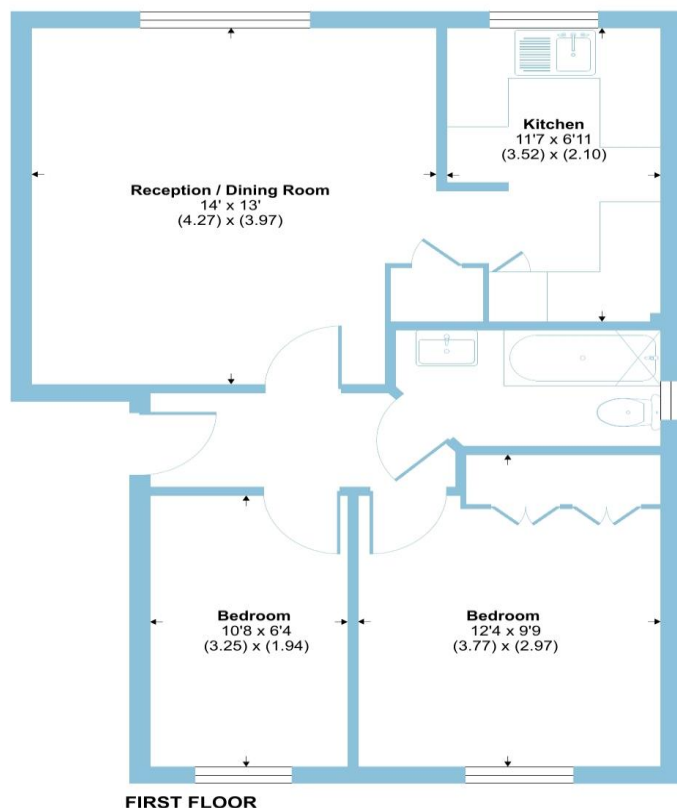 Kitchen
11'7 x 6'11
(3.52) x (2.10)
Reception / Dining Room
14' x 13'
(4.27) x (3.97)
Bedroom
10'8 x 6'4
(3.25) x (1.94)
Bedroom
12'4 x 9'9
(3.77) x (2.97)
FIRST FLOOR